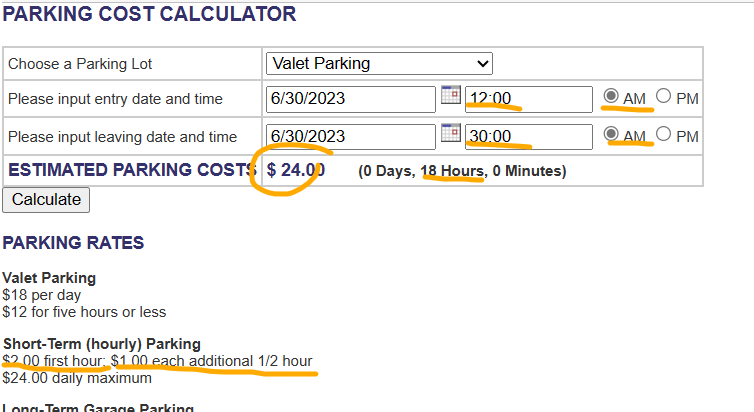 PARKING COST CALCULATOR
Choose a Parking Lot Valet Parking
Please input entry date and time 6/30/2023 12:00 AM PM
Please input leaving date and time 6/30/2023 30:00 AM PM
ESTIMATED PARKING COSTS $ 24.00 (0 Days, 18 Hours, 0 Minutes)
Calculate
PARKING RATES
Valet Parking
$18 per day
$12 for five hours or less
Short-Term (hourly) Parking
$2.00 first hour; $1.00 each additional 1/2 hour
$24.00 daily maximum
Long-Term Garage Parking